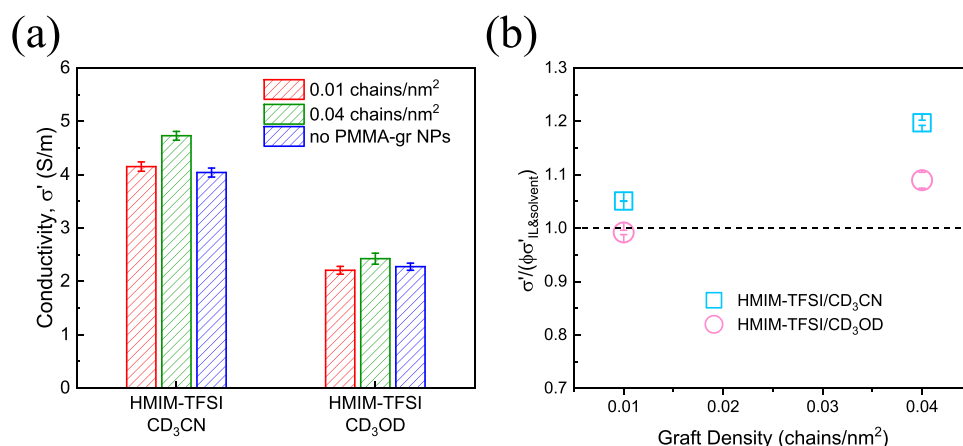 (a)
6
5
4
3
2
1
0
Conductivity, σ' (S/m)
0.01 chains/nm²
0.04 chains/nm²
no PMMA-gr NPs
HMIM-TFSI
CD₃CN
HMIM-TFSI
CD₃OD
(b)
1.3
1.2
1.1
1.0
0.9
0.8
0.7
σ'/(ϕσ'IL&solvent)
HMIM-TFSI/CD₃CN
HMIM-TFSI/CD₃OD
0.01 0.02 0.03 0.04
Graft Density (chains/nm²)